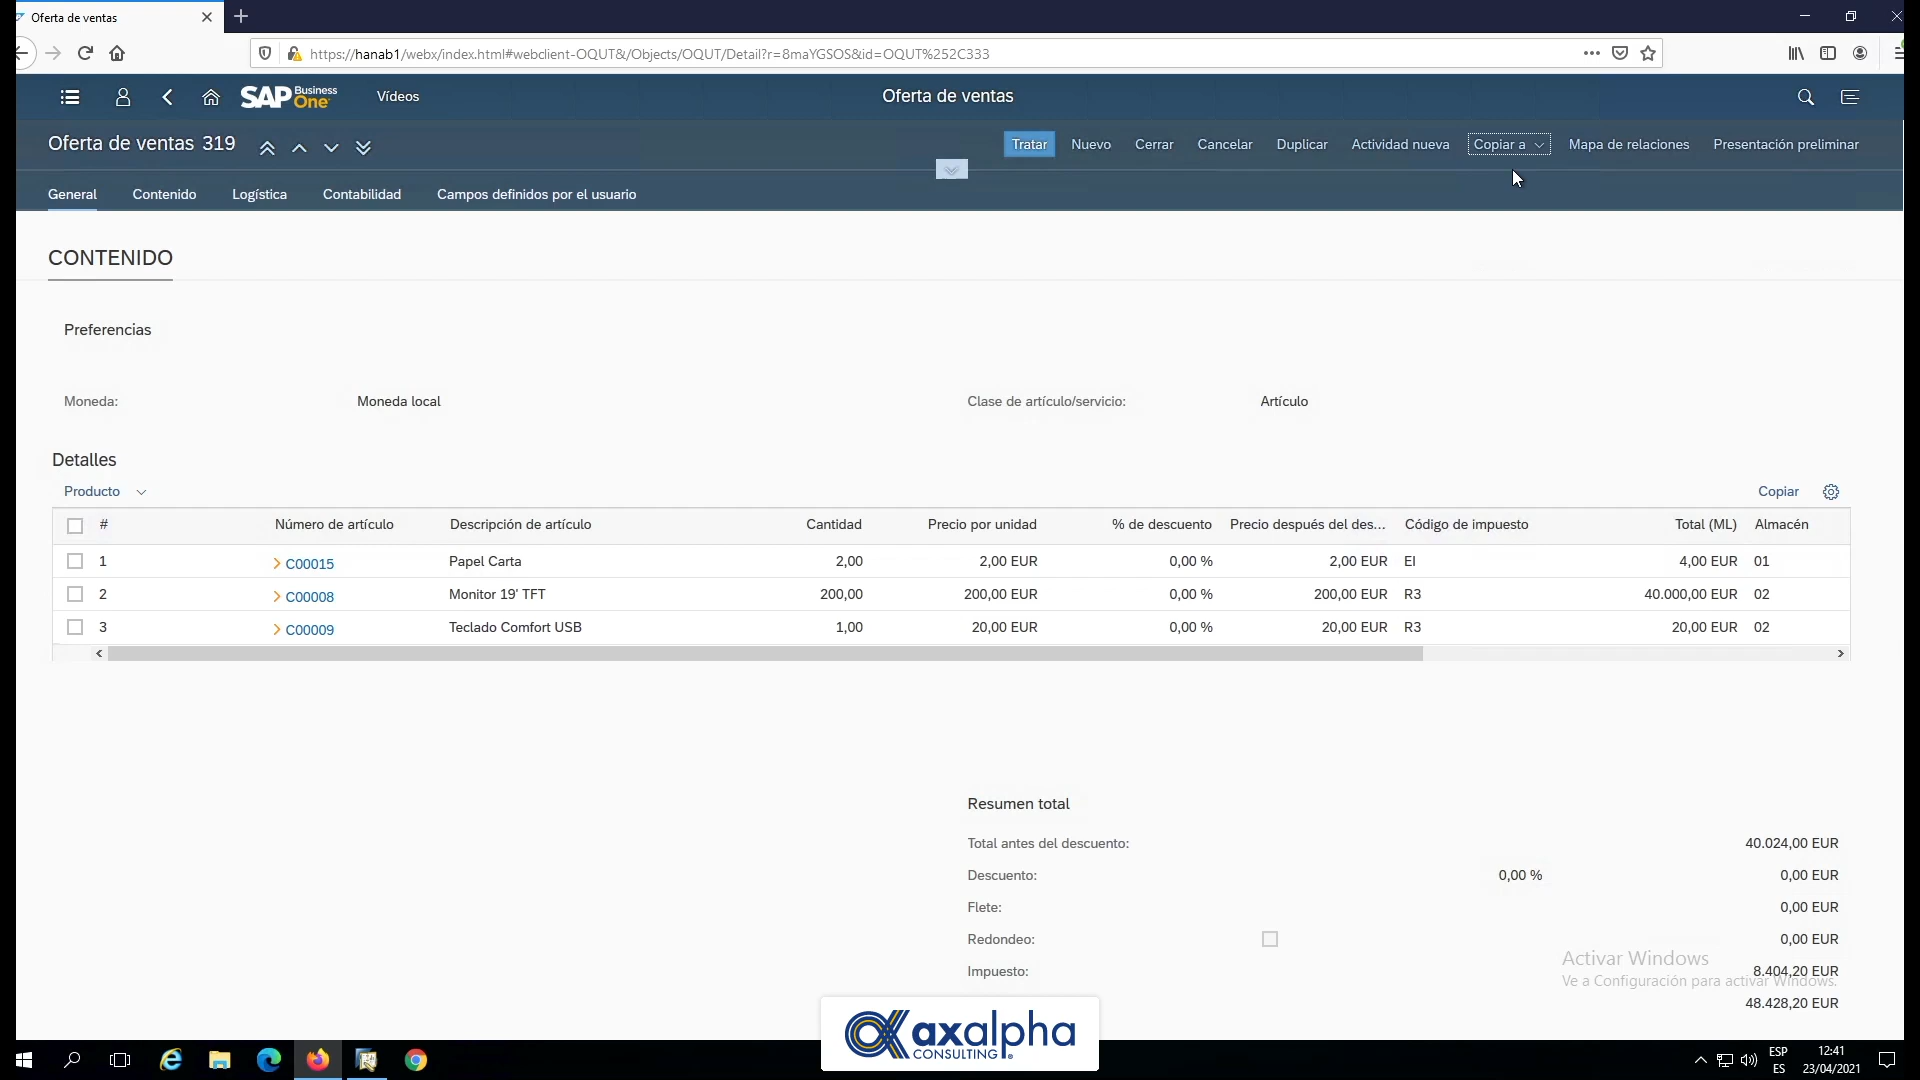 Oferta de ventas
https://hanab1/webx/index.html#webclient-OQUT&/Objects/OQUT/Detail?r=8maYGSOS&id=OQUT%252C333
SAP Business One
Vídeos
Oferta de ventas
Oferta de ventas 319
Tratar Nuevo Cerrar Cancelar Duplicar Actividad nueva Copiar a Mapa de relaciones Presentación preliminar
General Contenido Logística Contabilidad Campos definidos por el usuario
CONTENIDO
Preferencias
Moneda: Moneda local Clase de artículo/servicio: Artículo
Detalles
Producto Copiar
# Número de artículo Descripción de artículo Cantidad Precio por unidad % de descuento Precio después del des... Código de impuesto Total (ML) Almacén
1 C00015 Papel Carta 2,00 2,00 EUR 0,00 % 2,00 EUR EI 4,00 EUR 01
2 C00008 Monitor 19' TFT 200,00 200,00 EUR 0,00 % 200,00 EUR R3 40.000,00 EUR 02
3 C00009 Teclado Comfort USB 1,00 20,00 EUR 0,00 % 20,00 EUR R3 20,00 EUR 02
Resumen total
Total antes del descuento: 40.024,00 EUR
Descuento: 0,00 % 0,00 EUR
Flete: 0,00 EUR
Redondeo: 0,00 EUR
Activar Windows
Impuesto: 8.404,20 EUR
Ve a Configuración para activar Windows.
48.428,20 EUR
axalpha
CONSULTING®
ESP
ES
12:41
23/04/2021